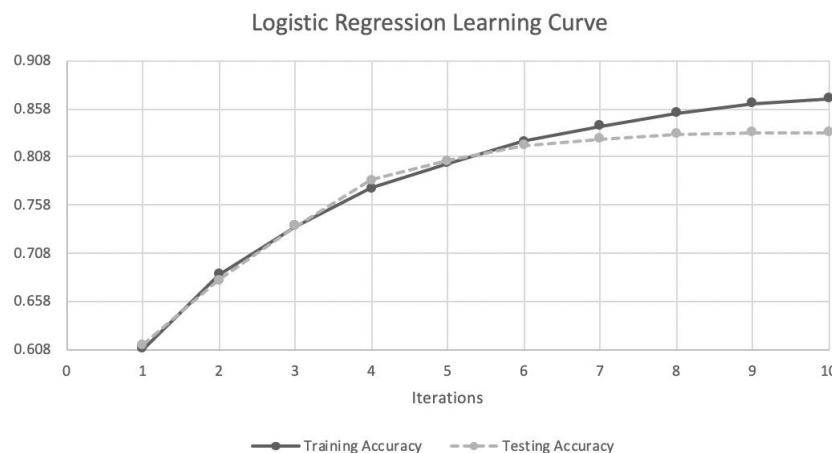 Logistic Regression Learning Curve
0.908
0.858
0.808
0.758
0.708
0.658
0.608
0 1 2 3 4 5 6 7 8 9 10
Iterations
Training Accuracy Testing Accuracy